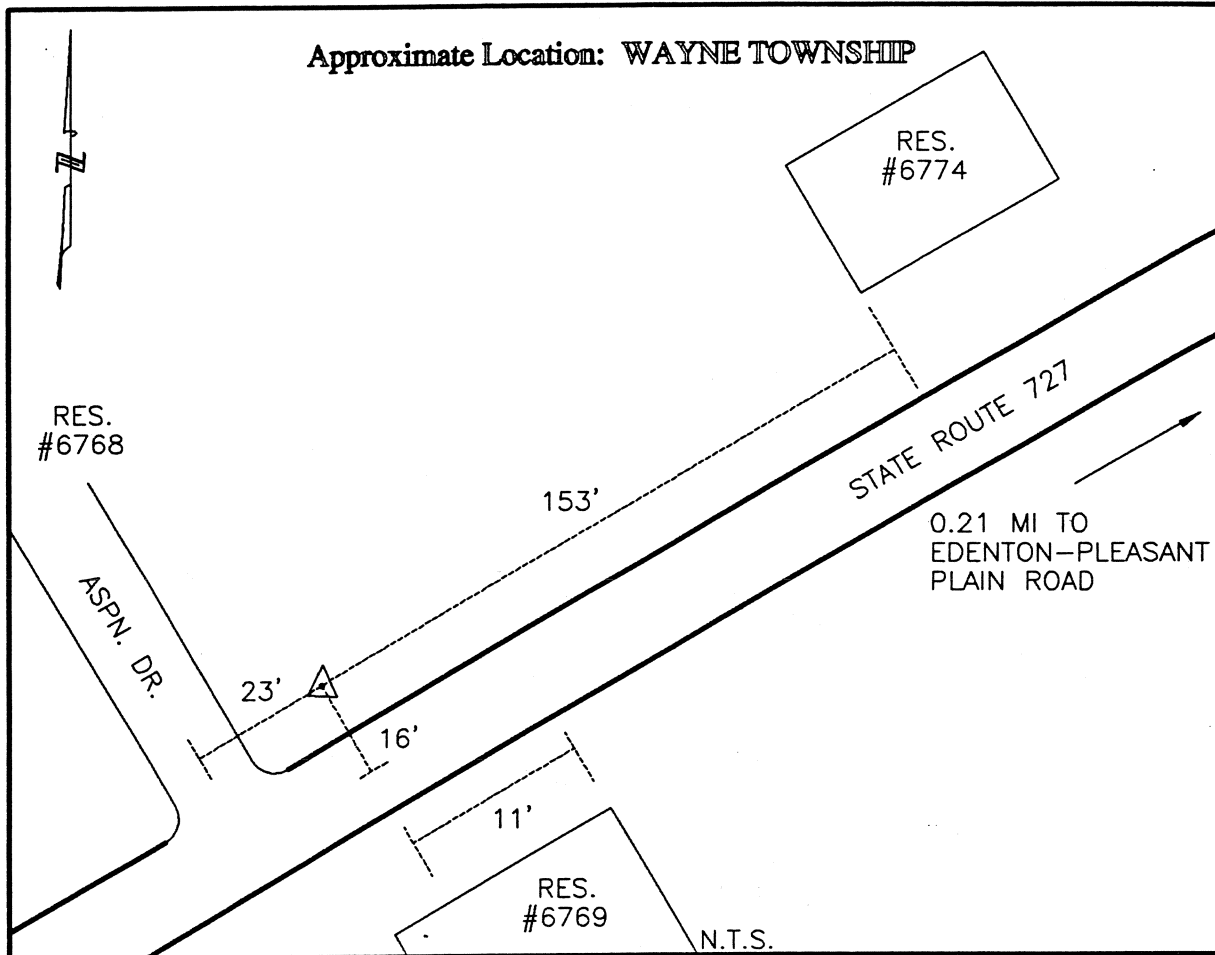 Approximate Location: WAYNE TOWNSHIP
N
RES.
#6774
RES.
#6768
153'
STATE ROUTE 727
0.21 MI TO
EDENTON-PLEASANT
PLAIN ROAD
ASPN. DR.
23'
16'
11'
RES.
#6769
N.T.S.